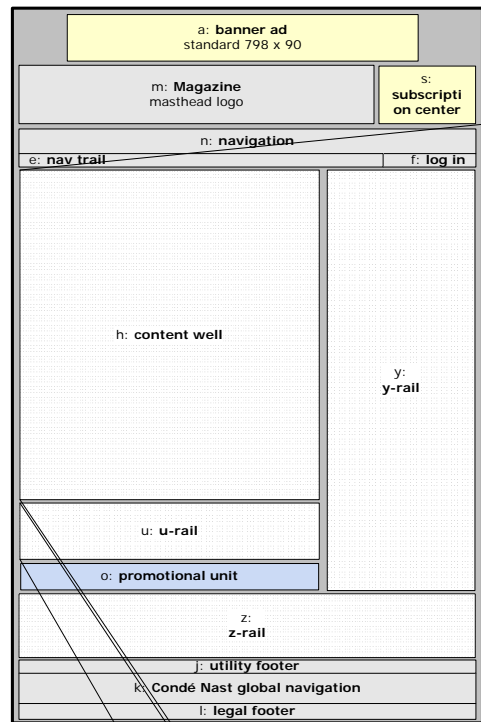 a: banner ad
standard 798 x 90
m: Magazine
masthead logo
s:
subscripti
on center
n: navigation
e: nav trail
f: log in
h: content well
y:
y-rail
u: u-rail
o: promotional unit
z:
z-rail
j: utility footer
k: Condé Nast global navigation
l: legal footer